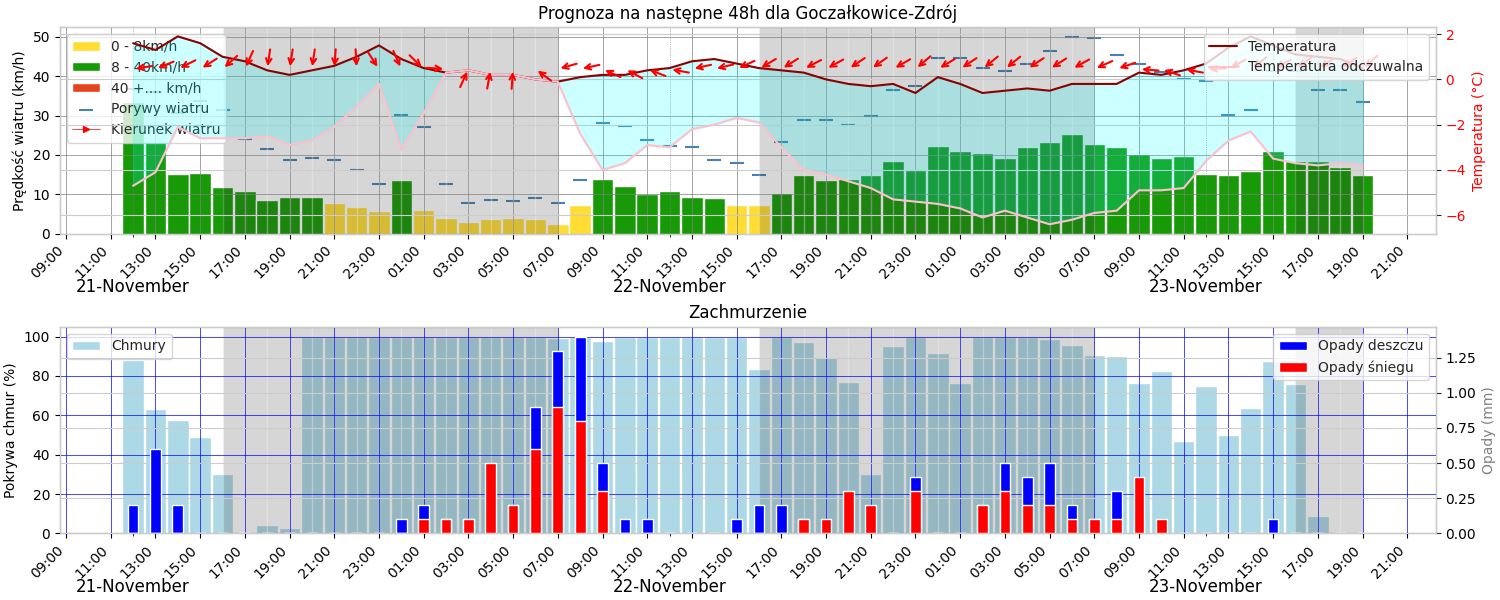 Prognoza na następne 48h dla Goczałkowice-Zdrój
Prędkość wiatru (km/h)
50
40
30
20
10
0
0 - 8km/h
8 - 40km/h
40 +.... km/h
Porywy wiatru
Kierunek wiatru
Temperatura
Temperatura odczuwalna
2
0
−2
−4
−6
Temperatura (°C)
09:00 11:00 13:00 15:00 17:00 19:00 21:00 23:00 01:00 03:00 05:00 07:00 09:00 11:00 13:00 15:00 17:00 19:00 21:00 23:00 01:00 03:00 05:00 07:00 09:00 11:00 13:00 15:00 17:00 19:00 21:00
21-November 22-November 23-November
Zachmurzenie
Pokrywa chmur (%)
100
80
60
40
20
0
Chmury
Opady deszczu
Opady śniegu
1.25
1.00
0.75
0.50
0.25
0.00
Opady (mm)
09:00 11:00 13:00 15:00 17:00 19:00 21:00 23:00 01:00 03:00 05:00 07:00 09:00 11:00 13:00 15:00 17:00 19:00 21:00 23:00 01:00 03:00 05:00 07:00 09:00 11:00 13:00 15:00 17:00 19:00 21:00
21-November 22-November 23-November